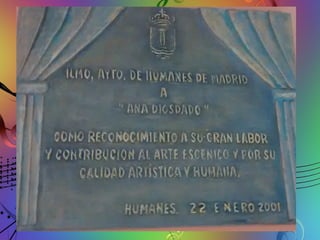 ILMO, AYTO. DE HUMANES DE MADRID
A
"ANA DIOSDADO"
COMO RECONOCIMIENTO A SU GRAN LABOR
Y CONTRIBUCION AL ARTE ESCENICO Y POR SU
CALIDAD ARTISTICA Y HUMANA.
HUMANES. 22 ENERO 2001